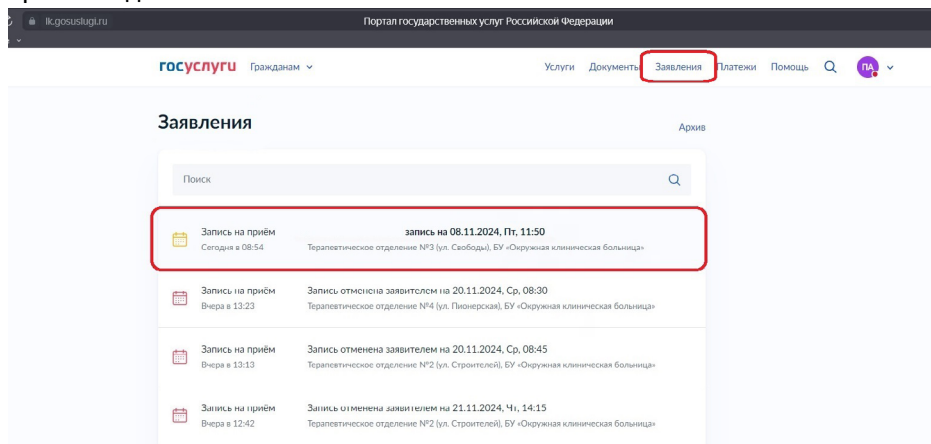 lk.gosuslugi.ru Портал государственных услуг Российской Федерации
госуслуги Гражданам Услуги Документы Заявления Платежи Помощь ПА
Заявления Архив
Поиск
Запись на приём запись на 08.11.2024, Пт, 11:50
Сегодня в 08:54 Терапевтическое отделение №3 (ул. Свободы), БУ «Окружная клиническая больница»
Запись на приём Запись отменена заявителем на 20.11.2024, Ср, 08:30
Вчера в 13:23 Терапевтическое отделение №4 (ул. Пионерская), БУ «Окружная клиническая больница»
Запись на приём Запись отменена заявителем на 20.11.2024, Ср, 08:45
Вчера в 13:13 Терапевтическое отделение №2 (ул. Строителей), БУ «Окружная клиническая больница»
Запись на приём Запись отменена заявителем на 21.11.2024, Чт, 14:15
Вчера в 12:42 Терапевтическое отделение №2 (ул. Строителей), БУ «Окружная клиническая больница»